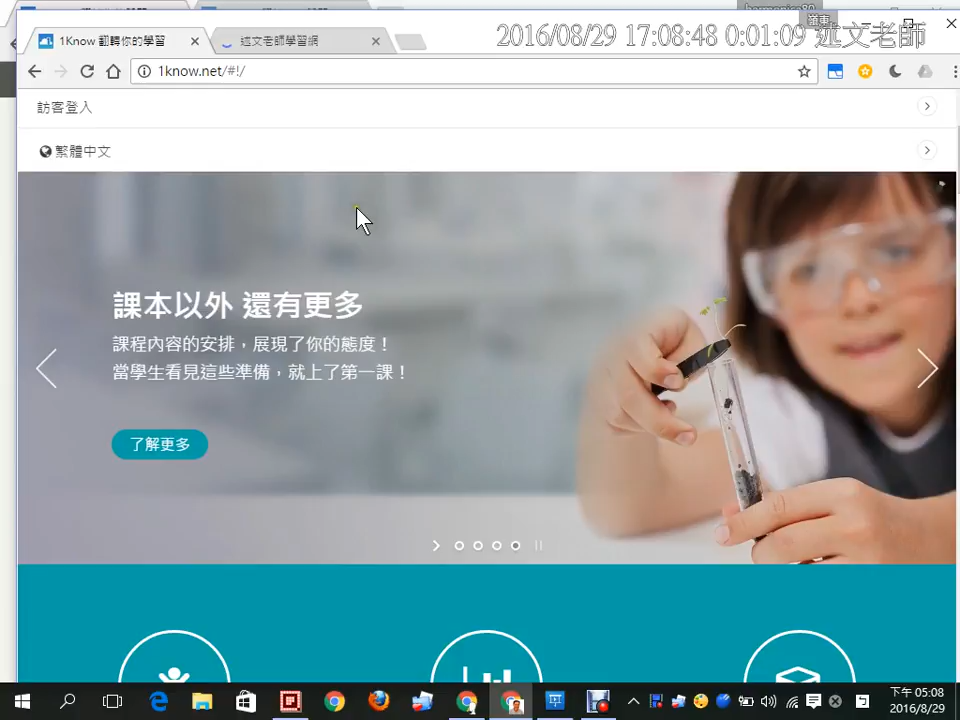 2016/08/29 17:08:48 0:01:09 述文老師
1Know 翻轉你的學習
述文老師學習網
1know.net/#!/
訪客登入
繁體中文
課本以外 還有更多
課程內容的安排，展現了你的態度！
當學生看見這些準備，就上了第一課！
了解更多
下午 05:08
2016/8/29